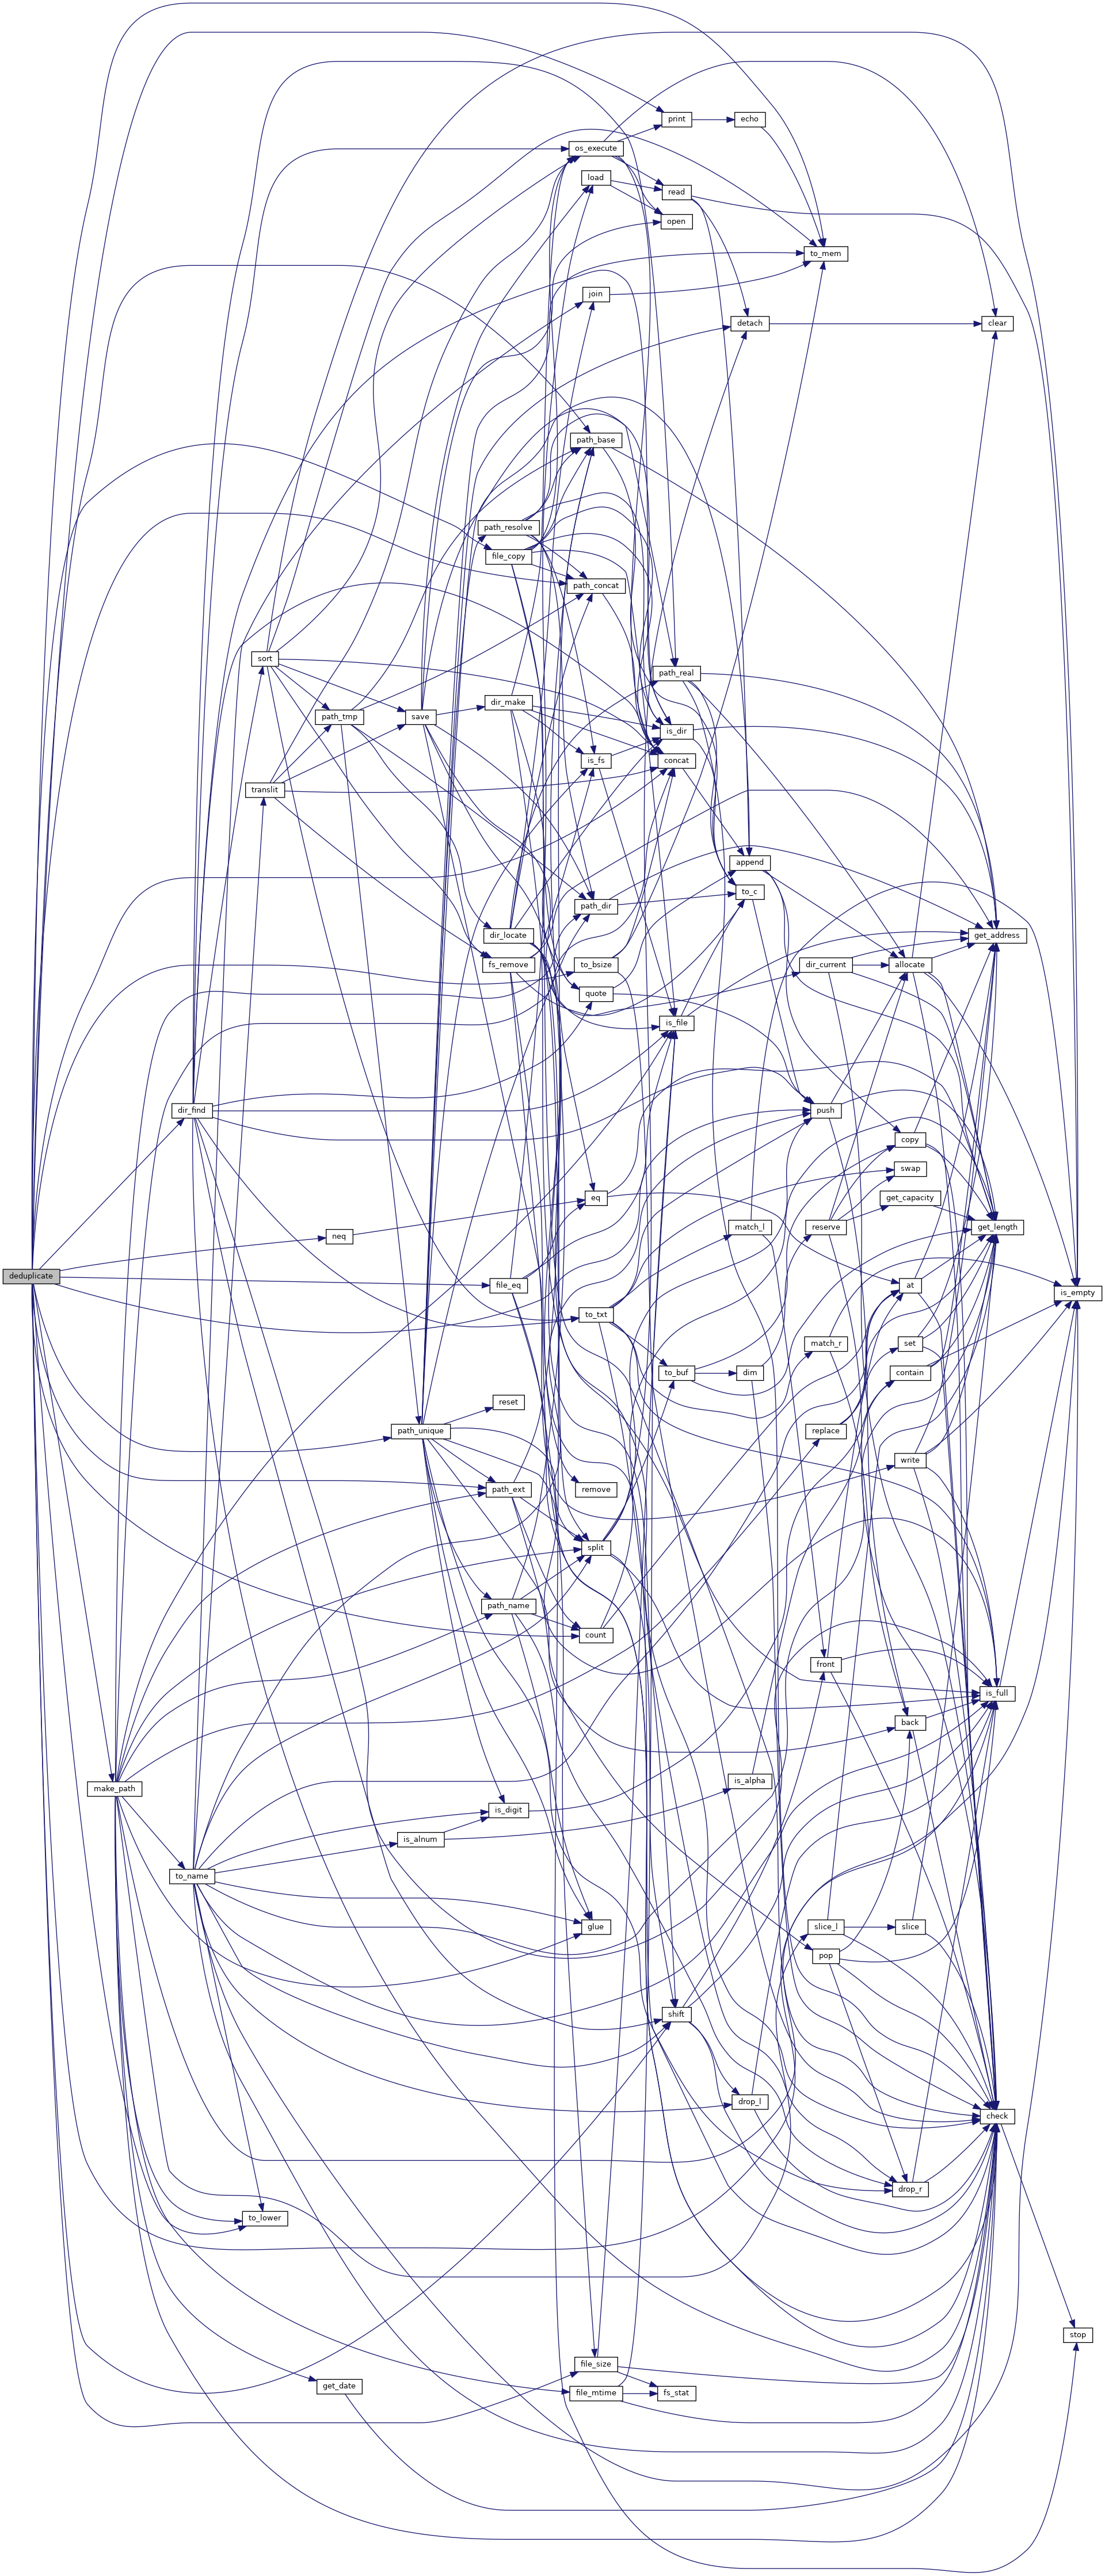 print
echo
os_execute
load
read
open
to_mem
join
detach
clear
path_base
path_resolve
file_copy
path_concat
sort
path_real
dir_make
path_tmp
save
is_dir
is_fs
concat
translit
append
to_c
path_dir
dir_locate
get_address
fs_remove
to_bsize
dir_current
allocate
quote
is_file
dir_find
push
copy
swap
eq
get_capacity
match_l
reserve
get_length
neq
deduplicate
file_eq
at
is_empty
to_txt
match_r
set
to_buf
dim
contain
reset
path_unique
replace
write
path_ext
remove
split
path_name
count
front
is_full
back
is_alpha
make_path
is_digit
is_alnum
to_name
glue
slice_l
slice
pop
shift
drop_l
check
drop_r
to_lower
stop
file_size
get_date
file_mtime
fs_stat